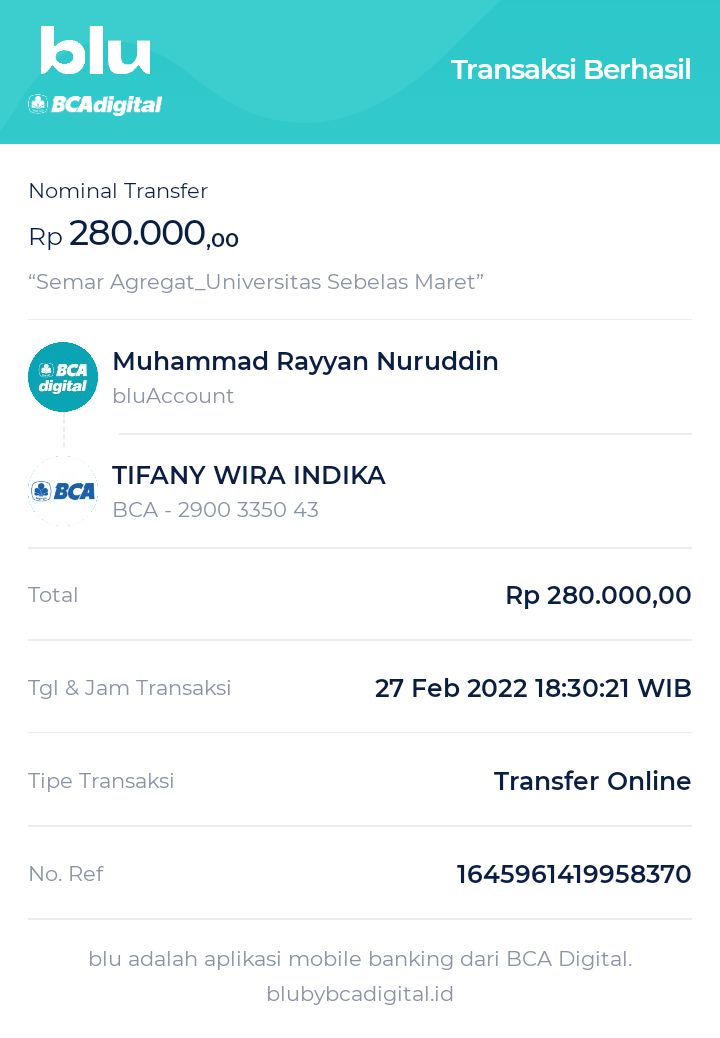 blu
BCAdigital
Transaksi Berhasil
Nominal Transfer
Rp 280.000,00
“Semar Agregat_Universitas Sebelas Maret”
BCA
digital
Muhammad Rayyan Nuruddin
bluAccount
BCA
TIFANY WIRA INDIKA
BCA - 2900 3350 43
Total
Rp 280.000,00
Tgl & Jam Transaksi
27 Feb 2022 18:30:21 WIB
Tipe Transaksi
Transfer Online
No. Ref
1645961419958370
blu adalah aplikasi mobile banking dari BCA Digital.
blubybcadigital.id